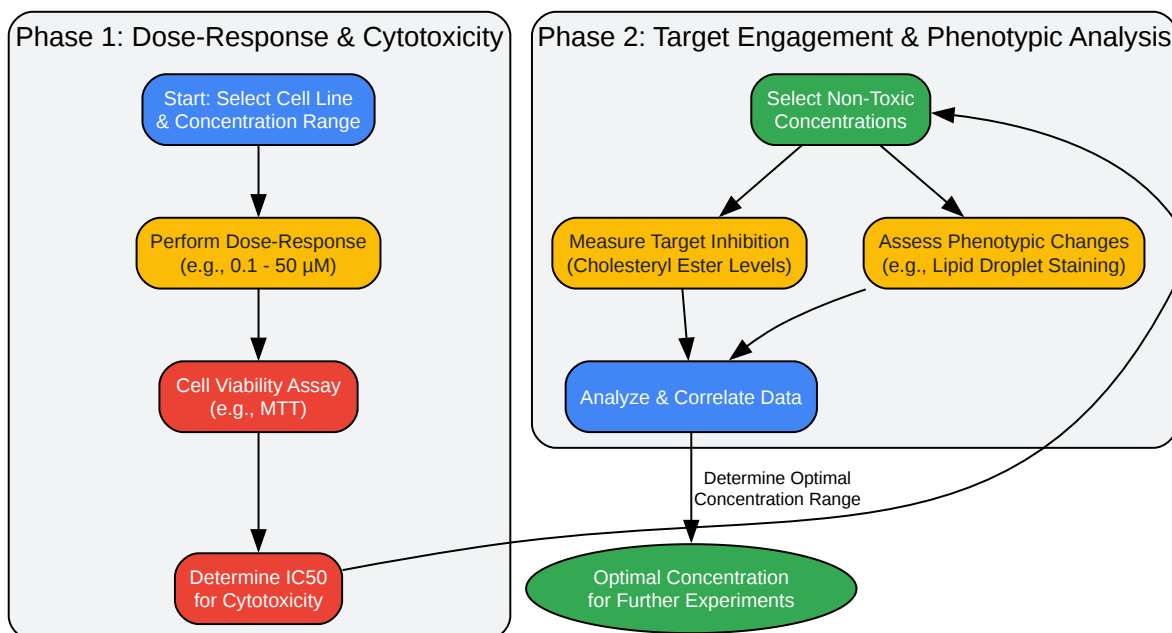 Phase 1: Dose-Response & Cytotoxicity
Start: Select Cell Line
& Concentration Range
Perform Dose-Response
(e.g., 0.1 - 50 µM)
Cell Viability Assay
(e.g., MTT)
Determine IC50
for Cytotoxicity
Phase 2: Target Engagement & Phenotypic Analysis
Select Non-Toxic
Concentrations
Measure Target Inhibition
(Cholesteryl Ester Levels)
Assess Phenotypic Changes
(e.g., Lipid Droplet Staining)
Analyze & Correlate Data
Determine Optimal
Concentration Range
Optimal Concentration
for Further Experiments